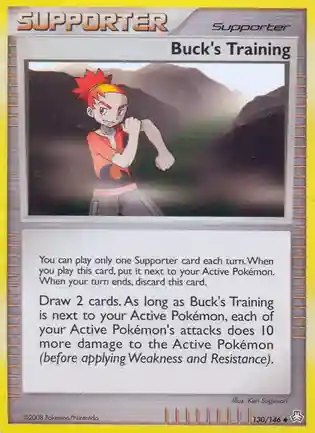 SUPPORTER
Supporter
Buck's Training
You can play only one Supporter card each turn. When
you play this card, put it next to your Active Pokémon.
When your turn ends, discard this card.
Draw 2 cards. As long as Buck's Training
is next to your Active Pokémon, each of
your Active Pokémon's attacks does 10
more damage to the Active Pokémon
(before applying Weakness and Resistance).
Illus. Ken Sugimori
©2008 Pokémon/Nintendo
130/146